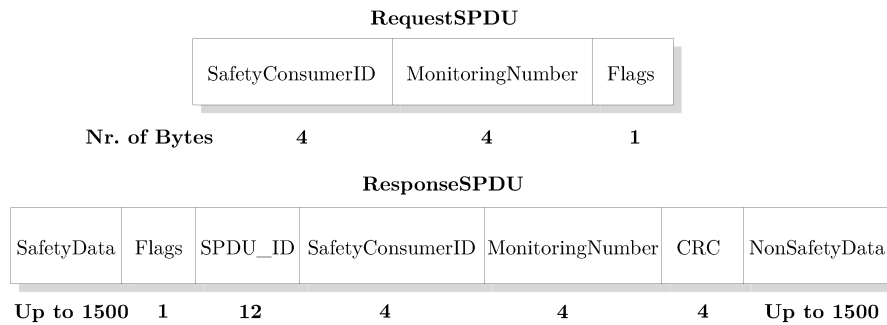 RequestSPDU
SafetyConsumerID MonitoringNumber Flags
Nr. of Bytes 4 4 1
ResponseSPDU
SafetyData Flags SPDU_ID SafetyConsumerID MonitoringNumber CRC NonSafetyData
Up to 1500 1 12 4 4 4 Up to 1500